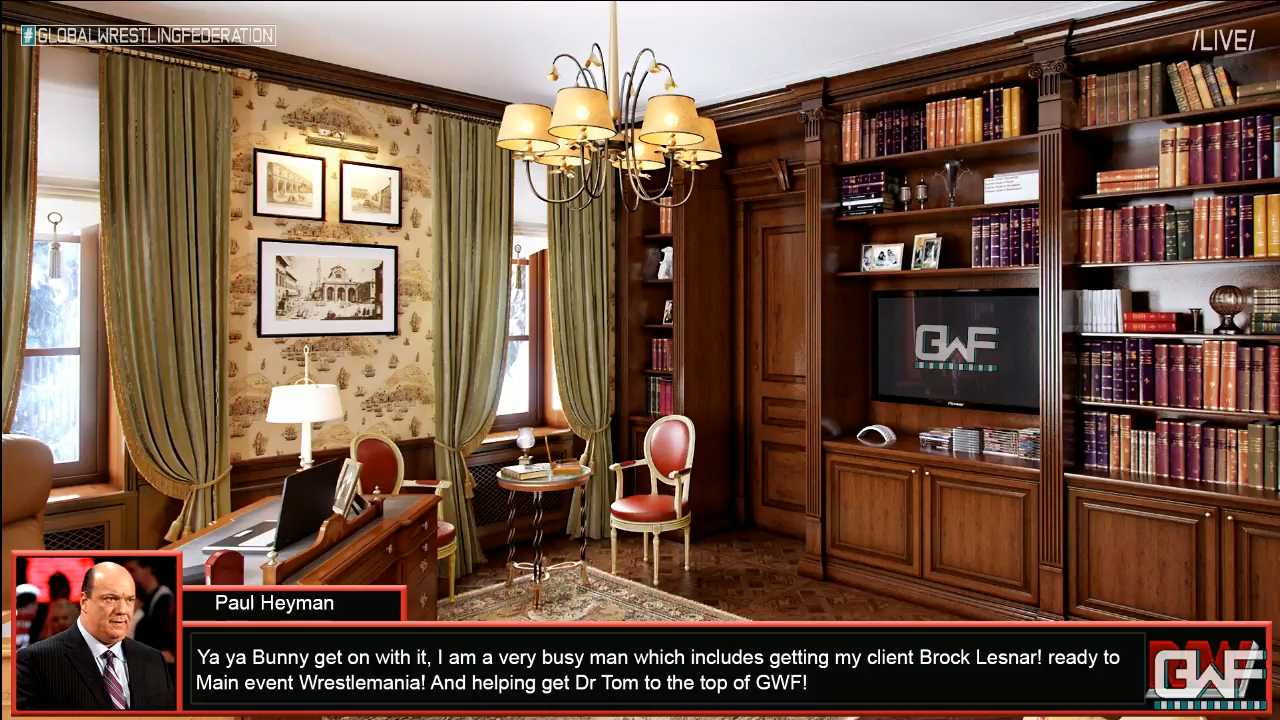 #GLOBALWRESTLINGFEDERATION
/LIVE/
GWF
Paul Heyman
Ya ya Bunny get on with it, I am a very busy man which includes getting my client Brock Lesnar! ready to
Main event Wrestlemania! And helping get Dr Tom to the top of GWF!
GWF